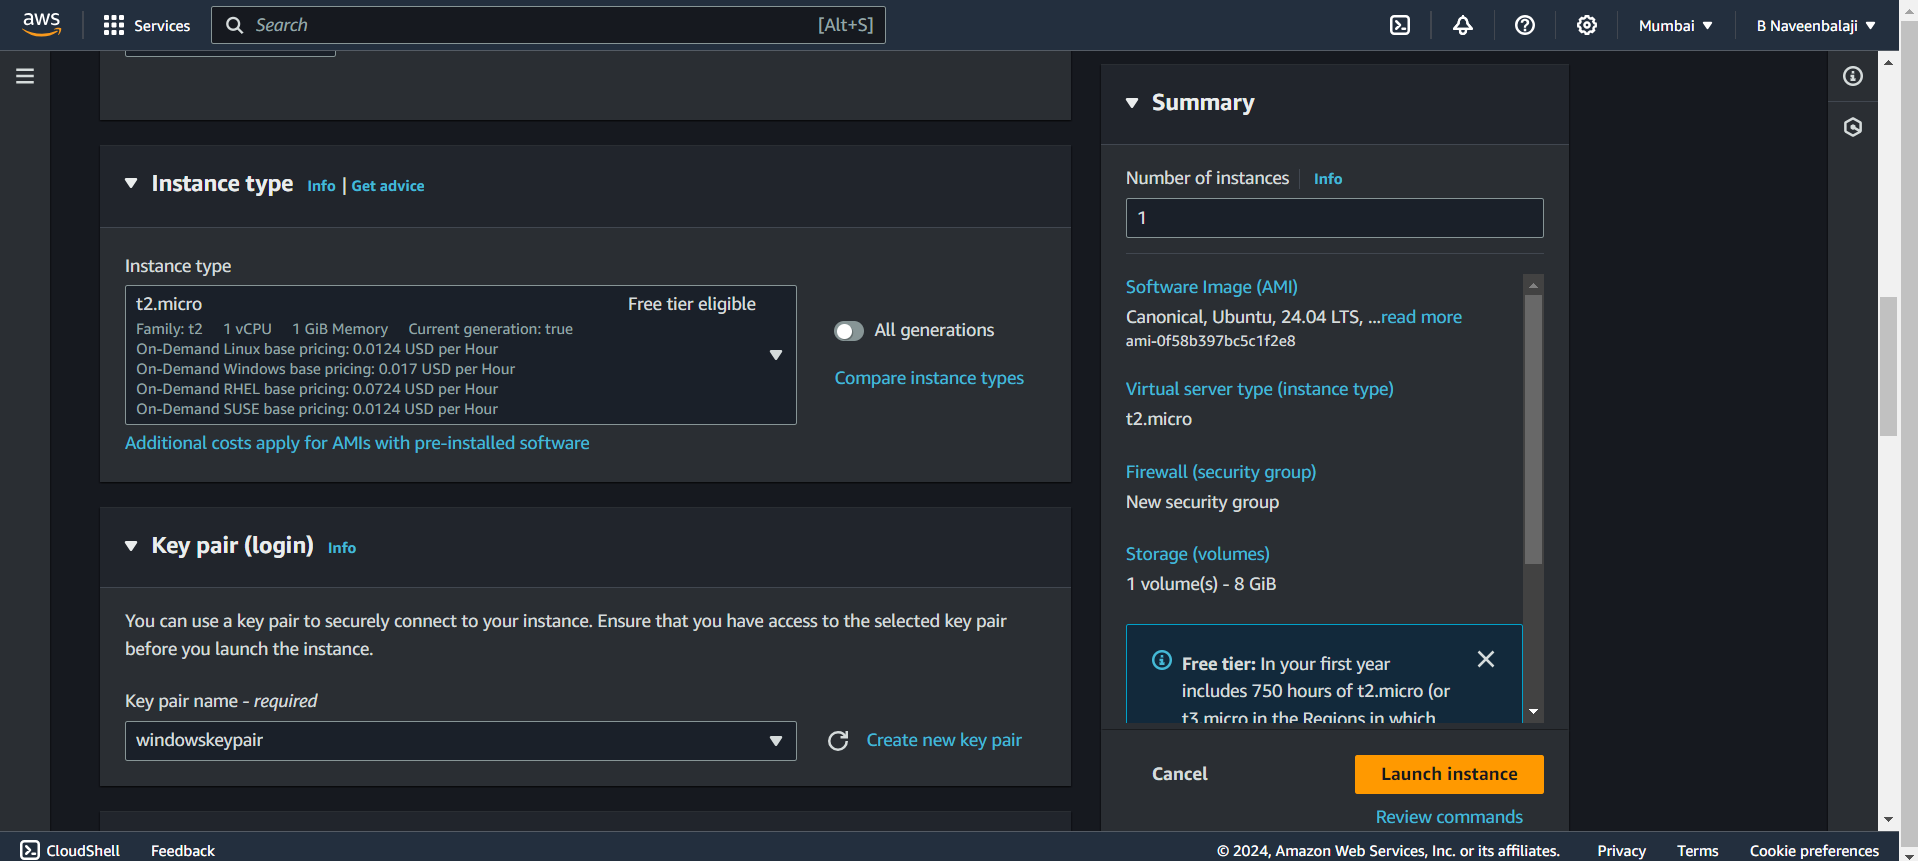 aws
Services
Search
[Alt+S]
Mumbai
B Naveenbalaji
Instance type
Info | Get advice
Instance type
t2.micro
Free tier eligible
Family: t2 1 vCPU 1 GiB Memory Current generation: true
On-Demand Linux base pricing: 0.0124 USD per Hour
On-Demand Windows base pricing: 0.017 USD per Hour
On-Demand RHEL base pricing: 0.0724 USD per Hour
On-Demand SUSE base pricing: 0.0124 USD per Hour
All generations
Compare instance types
Additional costs apply for AMIs with pre-installed software
Key pair (login)
Info
You can use a key pair to securely connect to your instance. Ensure that you have access to the selected key pair
before you launch the instance.
Key pair name - required
windowskeypair
Create new key pair
Summary
Number of instances
Info
1
Software Image (AMI)
Canonical, Ubuntu, 24.04 LTS, ...read more
ami-0f58b397bc5c1f2e8
Virtual server type (instance type)
t2.micro
Firewall (security group)
New security group
Storage (volumes)
1 volume(s) - 8 GiB
Free tier: In your first year
includes 750 hours of t2.micro (or
t3.micro in the Regions in which
Cancel
Launch instance
Review commands
CloudShell
Feedback
© 2024, Amazon Web Services, Inc. or its affiliates.
Privacy
Terms
Cookie preferences